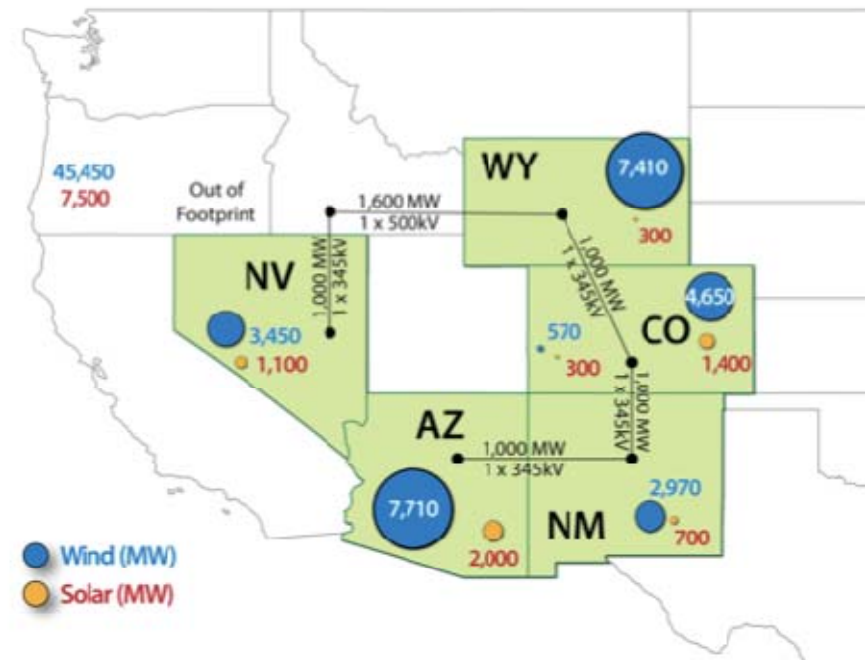 WY
7,410
300
45,450
7,500
Out of
Footprint
1,600 MW
1 x 500kV
1,000 MW
1 x 345kV
NV
3,450
1,100
1,000 MW
1 x 345kV
4,650
CO
570
300
1,400
1,000 MW
1 x 345kV
AZ
1,000 MW
1 x 345kV
7,710
2,000
2,970
NM
700
Wind (MW)
Solar (MW)